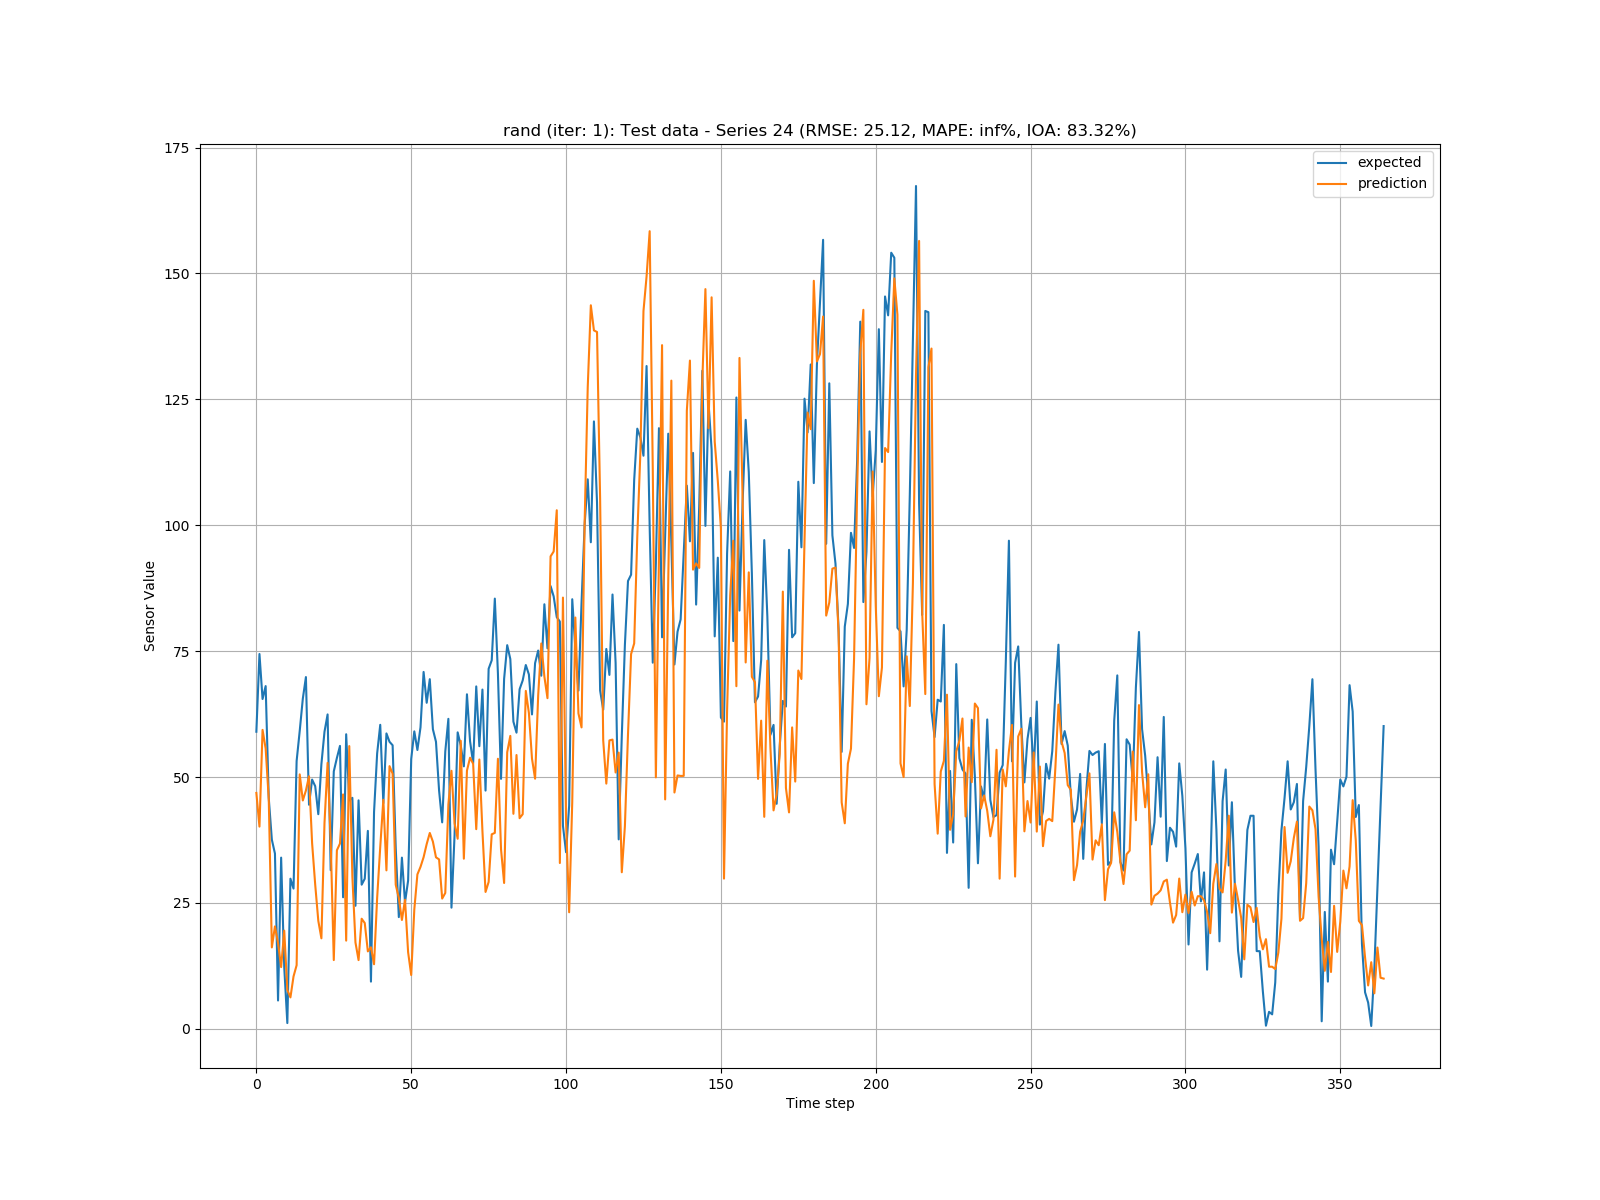 rand (iter: 1): Test data - Series 24 (RMSE: 25.12, MAPE: inf%, IOA: 83.32%)
expected
prediction
175
150
125
100
75
50
25
0
Sensor Value
0 50 100 150 200 250 300 350
Time step